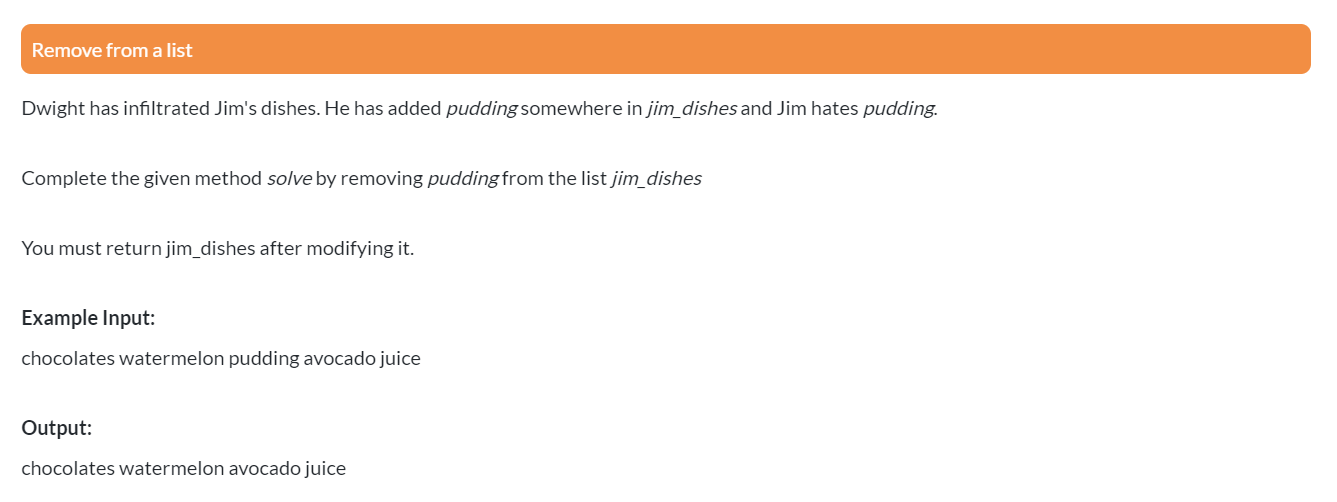 Remove from a list
Dwight has infiltrated Jim's dishes. He has added pudding somewhere in jim_dishes and Jim hates pudding.
Complete the given method solve by removing pudding from the list jim_dishes
You must return jim_dishes after modifying it.
Example Input:
chocolates watermelon pudding avocado juice
Output:
chocolates watermelon avocado juice